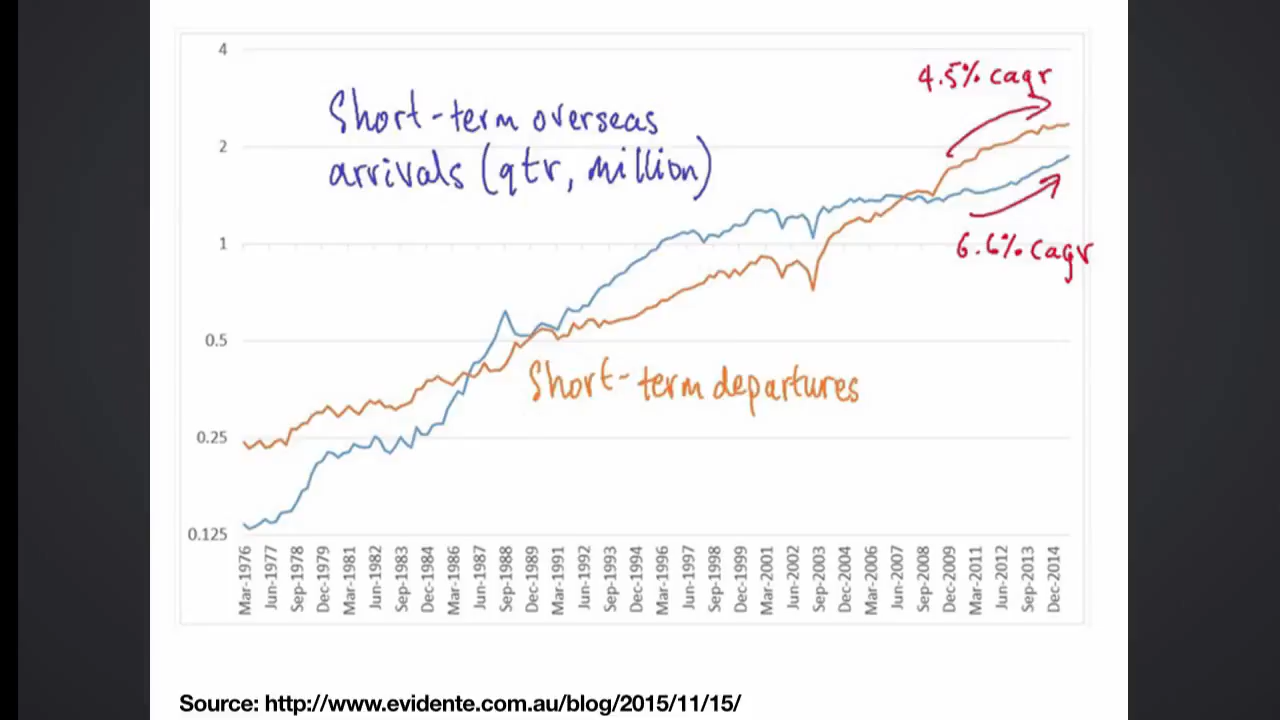 4
2
1
0.5
0.25
0.125
Short-term overseas
arrivals (qtr, million)
4.5% cagr
6.6% cagr
Short-term departures
Mar-1976
Jun-1977
Sep-1978
Dec-1979
Mar-1981
Jun-1982
Sep-1983
Dec-1984
Mar-1986
Jun-1987
Sep-1988
Dec-1989
Mar-1991
Jun-1992
Sep-1993
Dec-1994
Mar-1996
Jun-1997
Sep-1998
Dec-1999
Mar-2001
Jun-2002
Sep-2003
Dec-2004
Mar-2006
Jun-2007
Sep-2008
Dec-2009
Mar-2011
Jun-2012
Sep-2013
Dec-2014
Source: http://www.evidente.com.au/blog/2015/11/15/